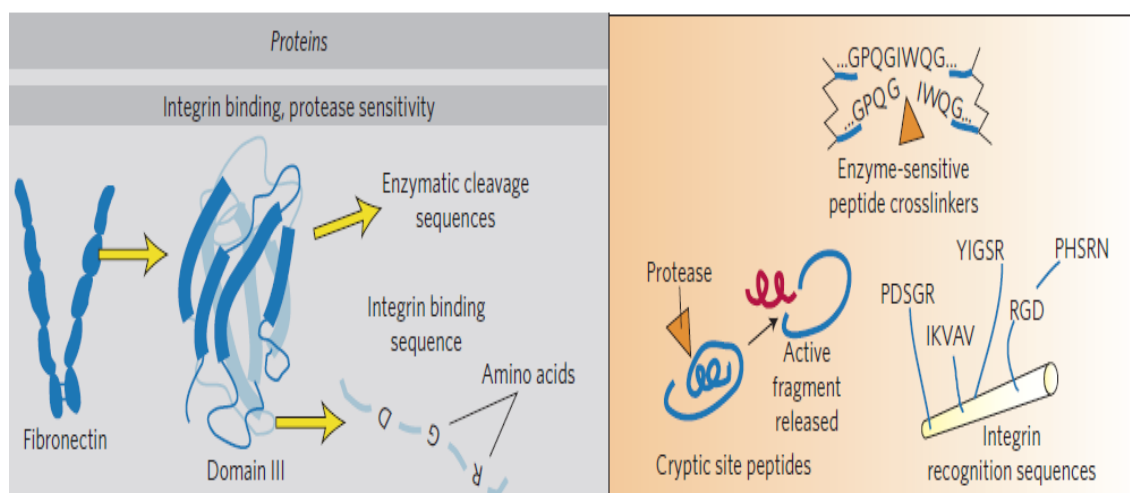 Proteins
Integrin binding, protease sensitivity
Enzymatic cleavage
sequences
Integrin binding
sequence
Amino acids
D
G
R
Fibronectin
Domain III
...GPQGIWQG...
...GPQG IWQG...
Enzyme-sensitive
peptide crosslinkers
Protease
Active
fragment
released
Cryptic site peptides
PDSGR
IKVAV
YIGSR
RGD
PHSRN
Integrin
recognition sequences